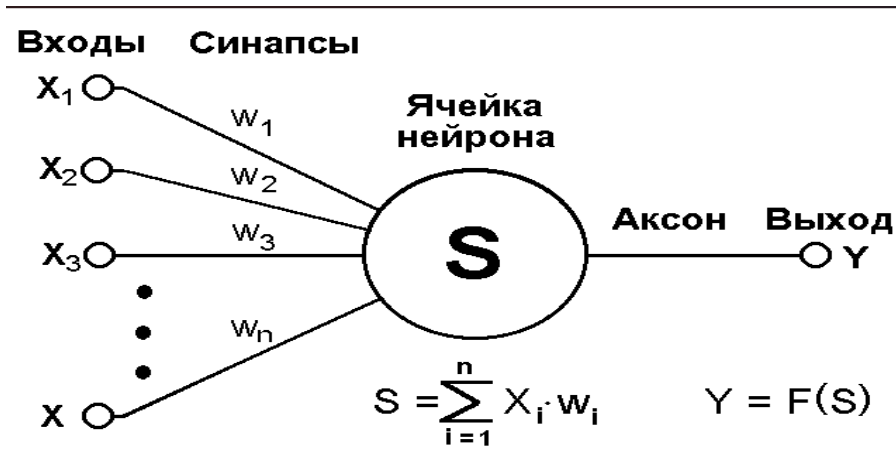 Входы Синапсы
X1 w1
Ячейка
нейрона
X2 w2
Аксон Выход
X3 w3 S Y
wn
X
S = n∑i=1 Xi·wi Y = F(S)